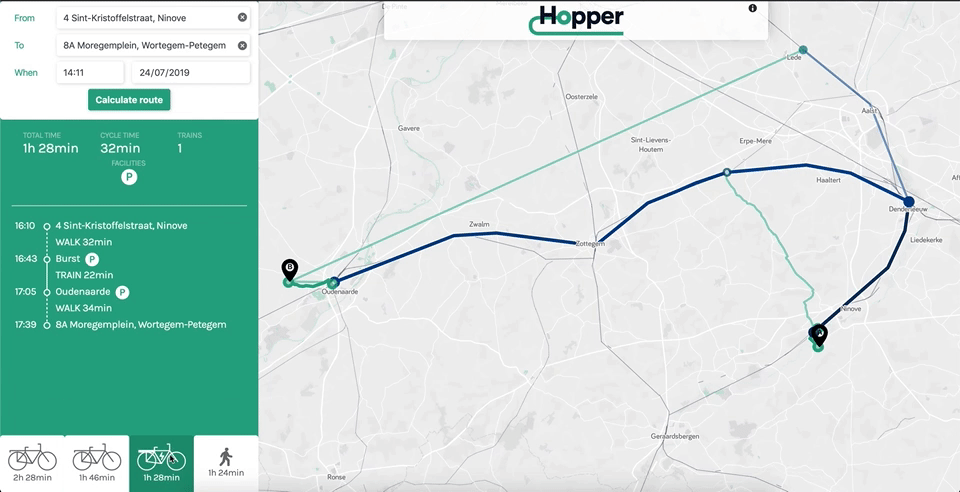 From
4 Sint-Kristoffelstraat, Ninove
To
8A Moregemplein, Wortegem-Petegem
When
14:11
24/07/2019
Calculate route
TOTAL TIME
1h 28min
CYCLE TIME
32min
TRAINS
1
FACILITIES
P
16:10
4 Sint-Kristoffelstraat, Ninove
WALK 32min
16:43
Burst P
TRAIN 22min
17:05
Oudenaarde P
WALK 34min
17:39
8A Moregemplein, Wortegem-Petegem
2h 28min
1h 46min
1h 28min
1h 24min
Hopper
Lede
Aalst
Oosterzele
Gavere
Sint-Lievens-
Houtem
Erpe-Mere
Haaltert
Denderleeuw
Liedekerke
Zwalm
Zottegem
B
Oudenaarde
Ninove
Geraardsbergen
Ronse